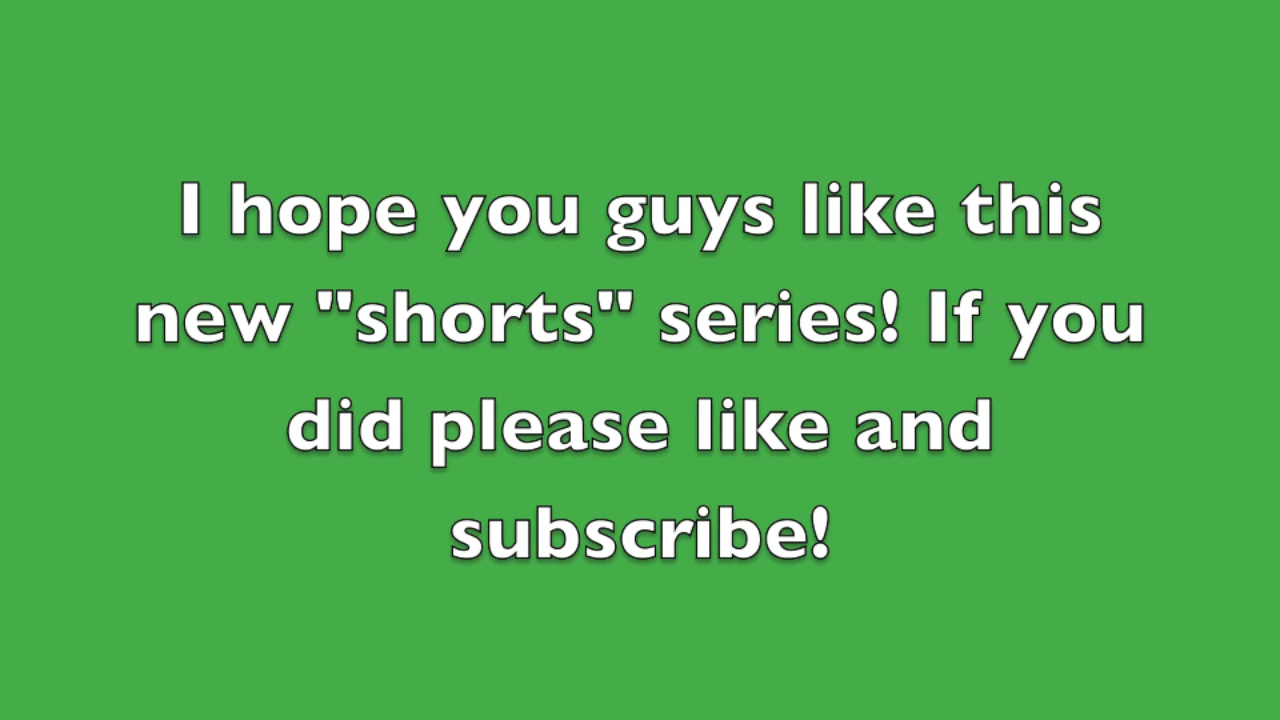 I hope you guys like this
new "shorts" series! If you
did please like and
subscribe!